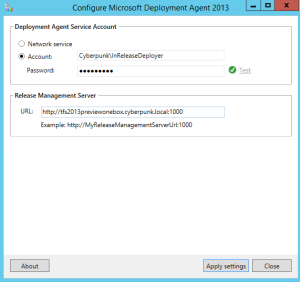 Configure Microsoft Deployment Agent 2013
Deployment Agent Service Account
Network service
Account: Cyberpunk\InReleaseDeployer
Password: ●●●●●●●●● Test
Release Management Server
URL: http://tfs2013previewonebox.cyberpunk.local:1000
Example: http://MyReleaseManagementServerUrl:1000
About Apply settings Close